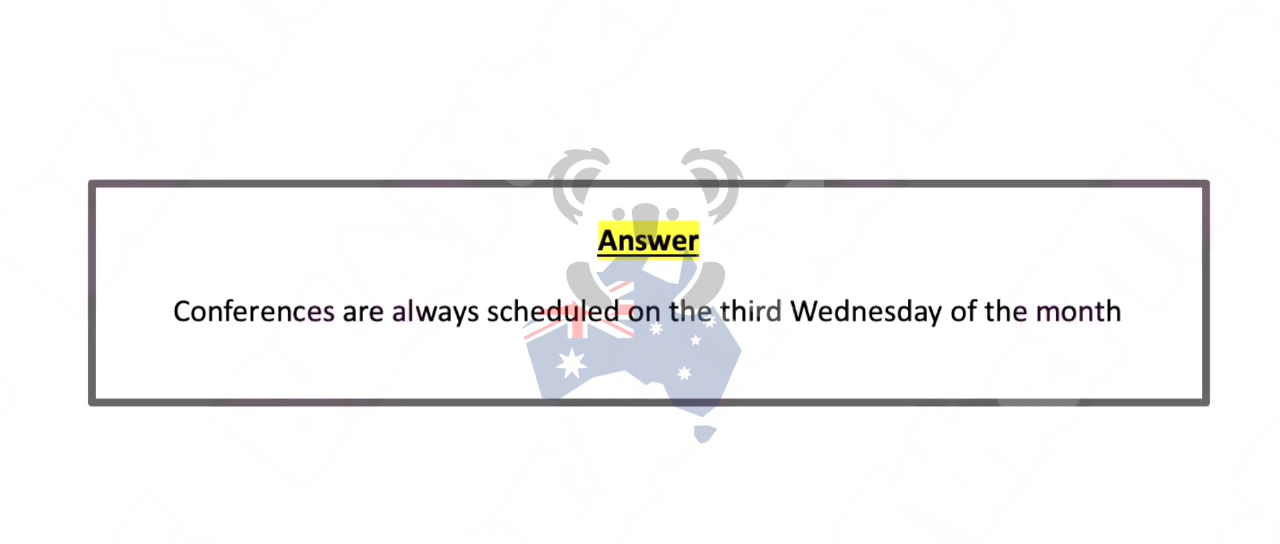 Answer
Conferences are always scheduled on the third Wednesday of the month